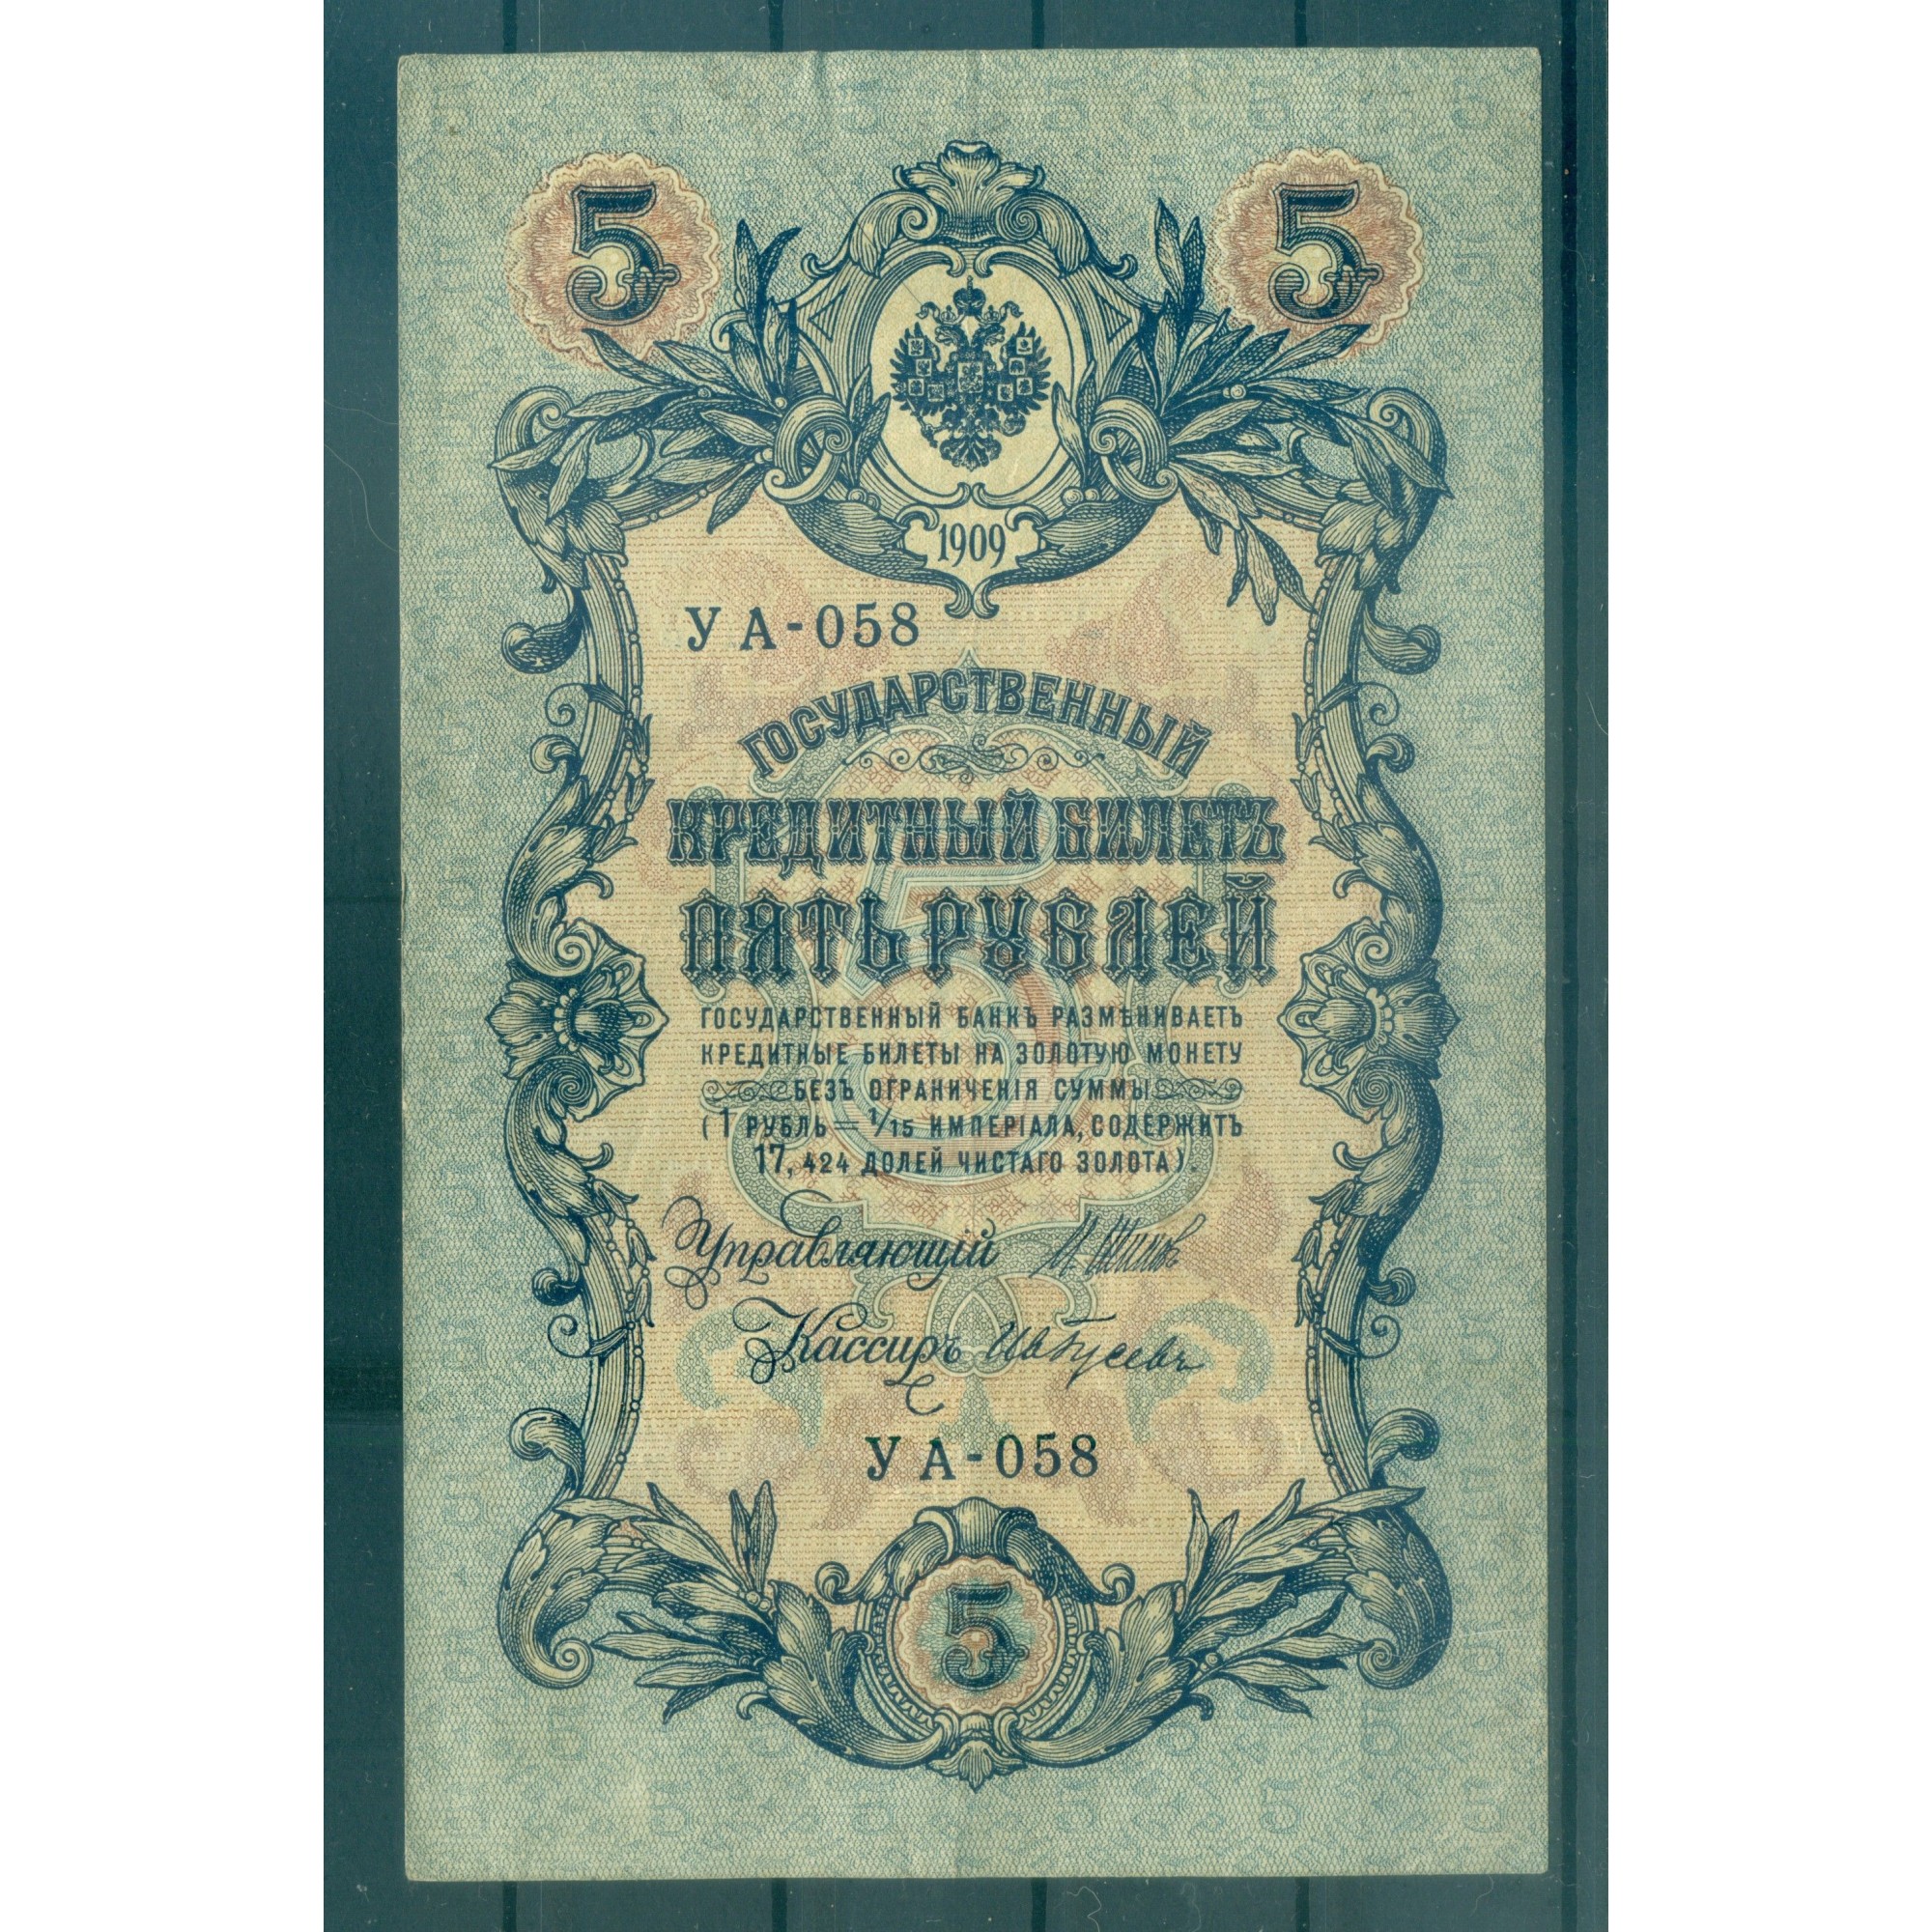 5 5
1909
УА-058
ГОСУДАРСТВЕННЫЙ
КРЕДИТНЫЙ БИЛЕТЪ
ПЯТЬ РУБЛЕЙ
ГОСУДАРСТВЕННЫЙ БАНКЪ РАЗМѢНИВАЕТЪ
КРЕДИТНЫЕ БИЛЕТЫ НА ЗОЛОТУЮ МОНЕТУ
БЕЗЪ ОГРАНИЧЕНІЯ СУММЫ
(1 РУБЛЬ = 1/15 ИМПЕРІАЛА, СОДЕРЖИТЪ
17,424 ДОЛЕЙ ЧИСТАГО ЗОЛОТА).
Управляющій И. Шиповъ
Кассиръ
УА-058
5